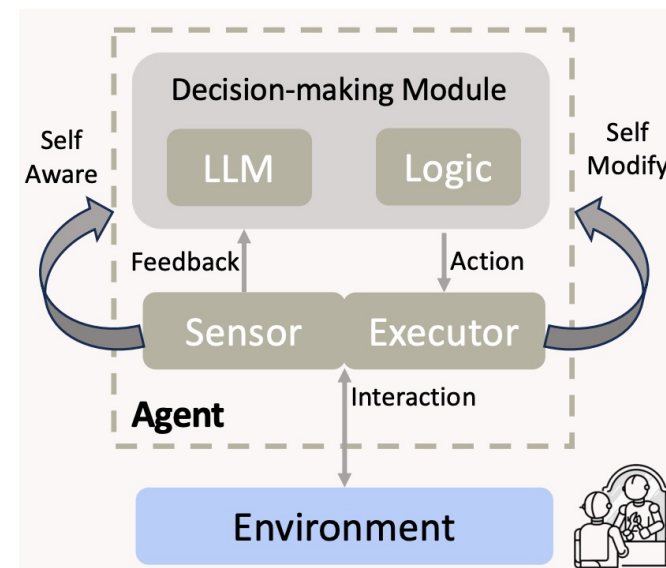 Decision-making Module
LLM
Logic
Self
Aware
Self
Modify
Feedback
Action
Sensor
Executor
Agent
Interaction
Environment